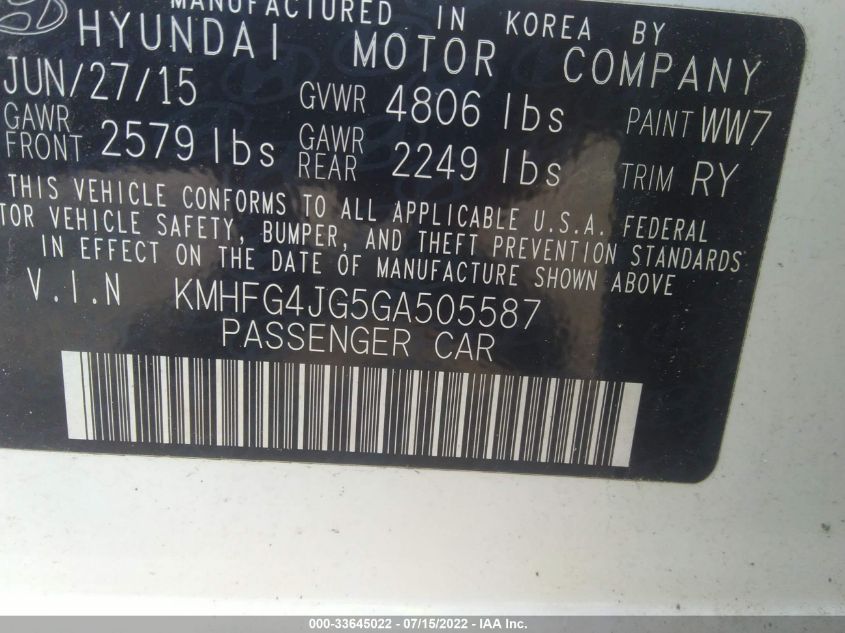 MANUFACTURED IN KOREA BY
HYUNDAI MOTOR COMPANY
JUN/27/15 GVWR 4806 lbs PAINT WW7
GAWR FRONT 2579 lbs GAWR REAR 2249 lbs TRIM RY
THIS VEHICLE CONFORMS TO ALL APPLICABLE U.S.A. FEDERAL
TOR VEHICLE SAFETY, BUMPER, AND THEFT PREVENTION STANDARDS
IN EFFECT ON THE DATE OF MANUFACTURE SHOWN ABOVE
V.I.N KMHFG4JG5GA505587
PASSENGER CAR
000-33645022 - 07/15/2022 - IAA Inc.